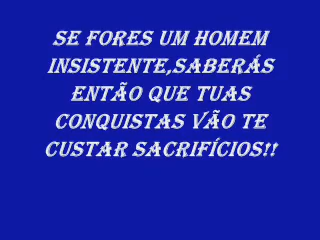 SE FORES UM HOMEM
INSISTENTE,SABERÁS
ENTÃO QUE TUAS
CONQUISTAS VÃO TE
CUSTAR SACRIFÍCIOS!!